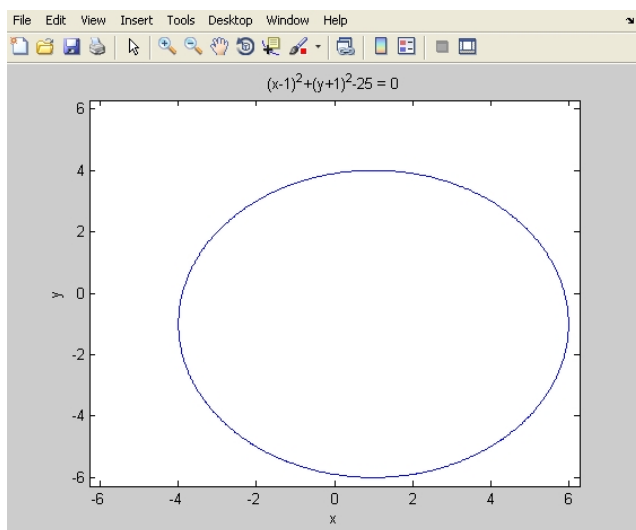 File Edit View Insert Tools Desktop Window Help
(x-1)²+(y+1)²-25 = 0
6
4
2
y
0
-2
-4
-6
-6 -4 -2 0 2 4 6
x